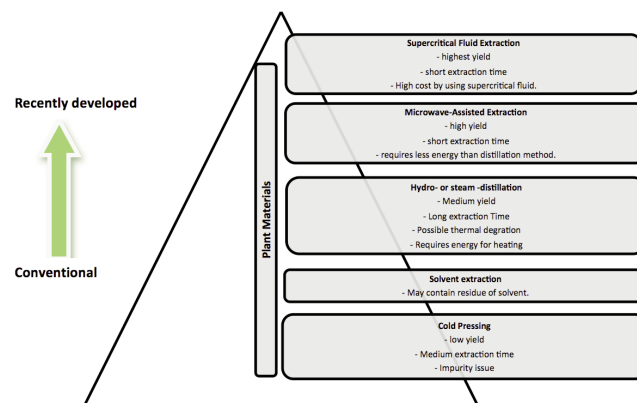 Recently developed
Conventional
Plant Materials
Supercritical Fluid Extraction
- highest yield
- short extraction time
- High cost by using supercritical fluid.
Microwave-Assisted Extraction
- high yield
- short extraction time
- requires less energy than distillation method.
Hydro- or steam -distillation
- Medium yield
- Long extraction Time
- Possible thermal degration
- Requires energy for heating
Solvent extraction
- May contain residue of solvent.
Cold Pressing
- low yield
- Medium extraction time
- Impurity issue